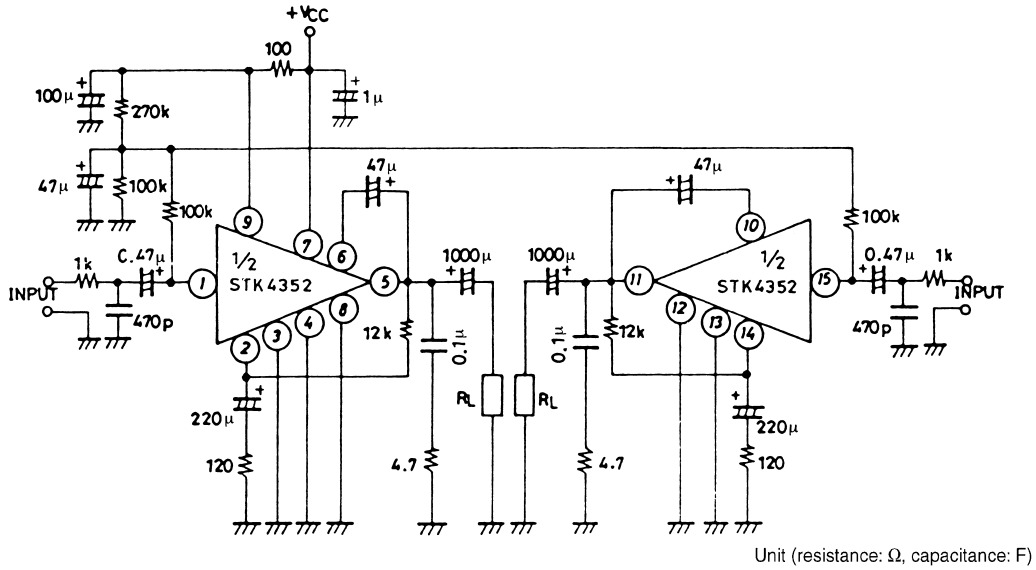 +VCC
100
100μ
+
270k
+
1μ
47μ
+
100k
100k
47μ
+
47μ
+
100k
9
7
6
10
C.47μ
+
1/2
STK4352
1000μ
+
1000μ
+
1/2
STK4352
0.47μ
+
1k
1k
INPUT
1
5
11
15
INPUT
470p
8
4
3
2
12k
0.1μ
0.1μ
12k
12
13
14
470p
+
220μ
RL
RL
+
220μ
120
4.7
4.7
120
Unit (resistance: Ω, capacitance: F)